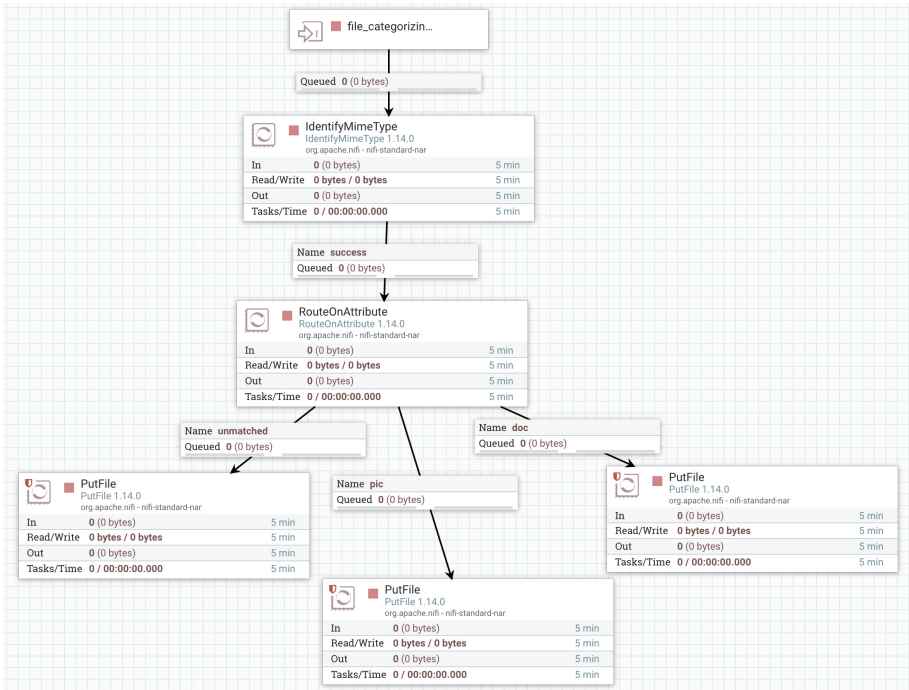 file_categorizin...
Queued 0 (0 bytes)
IdentifyMimeType
IdentifyMimeType 1.14.0
org.apache.nifi - nifi-standard-nar
In 0 (0 bytes) 5 min
Read/Write 0 bytes / 0 bytes 5 min
Out 0 (0 bytes) 5 min
Tasks/Time 0 / 00:00:00.000 5 min
Name success
Queued 0 (0 bytes)
RouteOnAttribute
RouteOnAttribute 1.14.0
org.apache.nifi - nifi-standard-nar
In 0 (0 bytes) 5 min
Read/Write 0 bytes / 0 bytes 5 min
Out 0 (0 bytes) 5 min
Tasks/Time 0 / 00:00:00.000 5 min
Name unmatched
Queued 0 (0 bytes)
Name doc
Queued 0 (0 bytes)
Name pic
Queued 0 (0 bytes)
PutFile
PutFile 1.14.0
org.apache.nifi - nifi-standard-nar
In 0 (0 bytes) 5 min
Read/Write 0 bytes / 0 bytes 5 min
Out 0 (0 bytes) 5 min
Tasks/Time 0 / 00:00:00.000 5 min
PutFile
PutFile 1.14.0
org.apache.nifi - nifi-standard-nar
In 0 (0 bytes) 5 min
Read/Write 0 bytes / 0 bytes 5 min
Out 0 (0 bytes) 5 min
Tasks/Time 0 / 00:00:00.000 5 min
PutFile
PutFile 1.14.0
org.apache.nifi - nifi-standard-nar
In 0 (0 bytes) 5 min
Read/Write 0 bytes / 0 bytes 5 min
Out 0 (0 bytes) 5 min
Tasks/Time 0 / 00:00:00.000 5 min